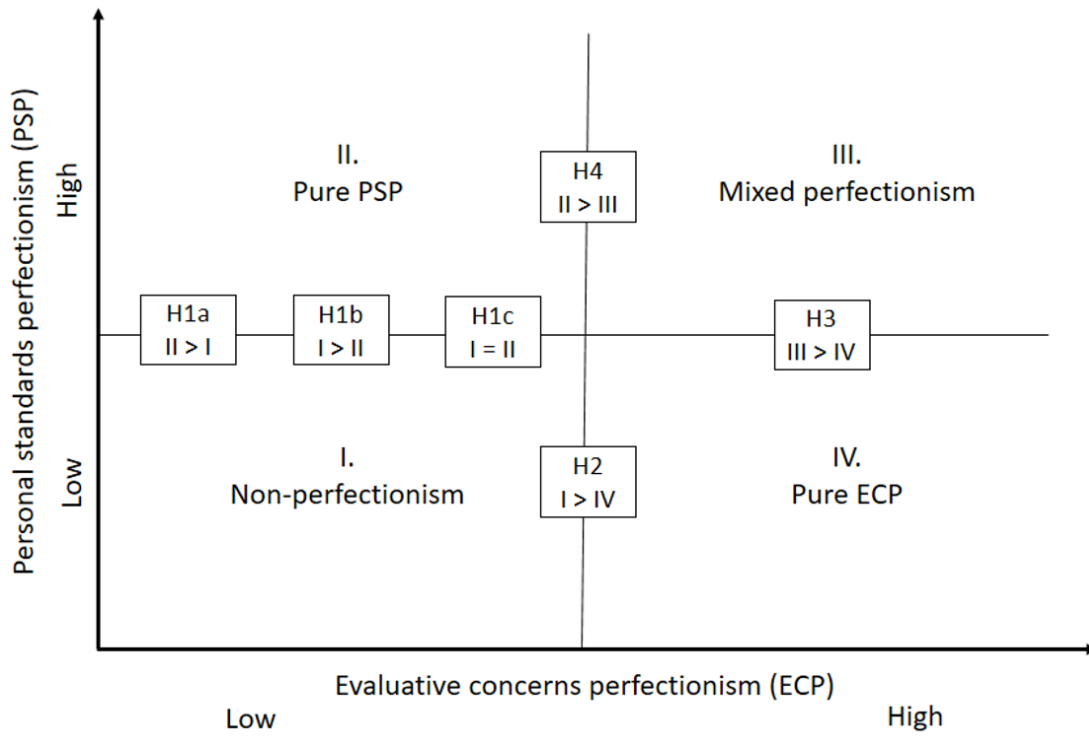 Personal standards perfectionism (PSP)
High
Low
II.
Pure PSP
H4
II > III
III.
Mixed perfectionism
H1a
II > I
H1b
I > II
H1c
I = II
H3
III > IV
I.
Non-perfectionism
H2
I > IV
IV.
Pure ECP
Evaluative concerns perfectionism (ECP)
Low
High